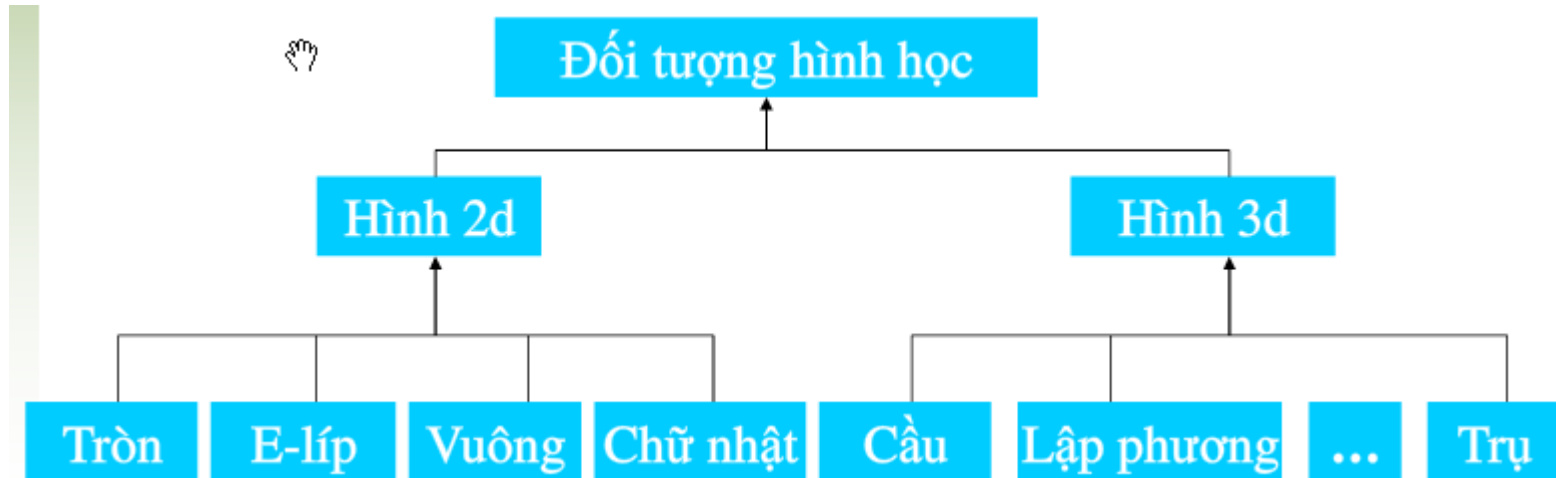 Đối tượng hình học
Hình 2d
Hình 3d
Tròn
E-líp
Vuông
Chữ nhật
Cầu
Lập phương
...
Trụ